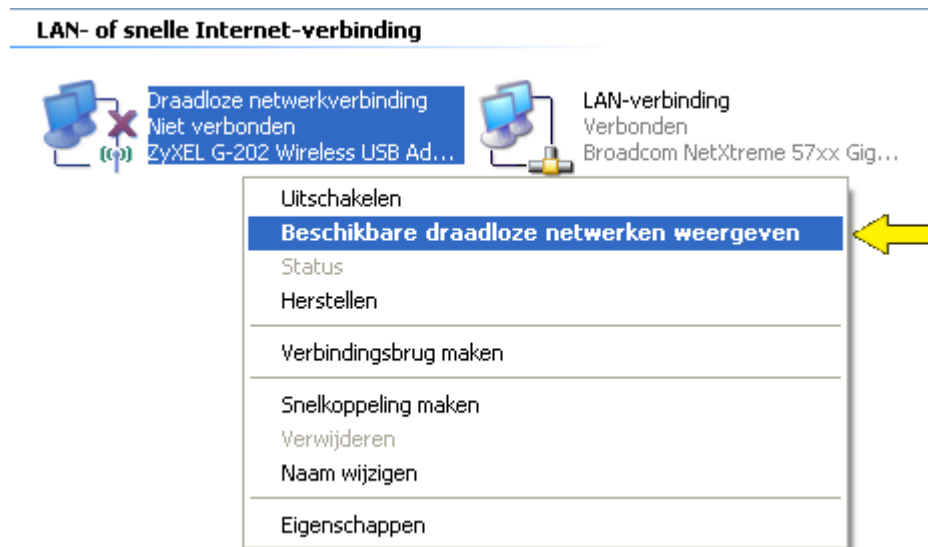 LAN- of snelle Internet-verbinding
Draadloze netwerkverbinding
Niet verbonden
ZyXEL G-202 Wireless USB Ad...
LAN-verbinding
Verbonden
Broadcom NetXtreme 57xx Gig...
Uitschakelen
Beschikbare draadloze netwerken weergeven
Status
Herstellen
Verbindingsbrug maken
Snelkoppeling maken
Verwijderen
Naam wijzigen
Eigenschappen